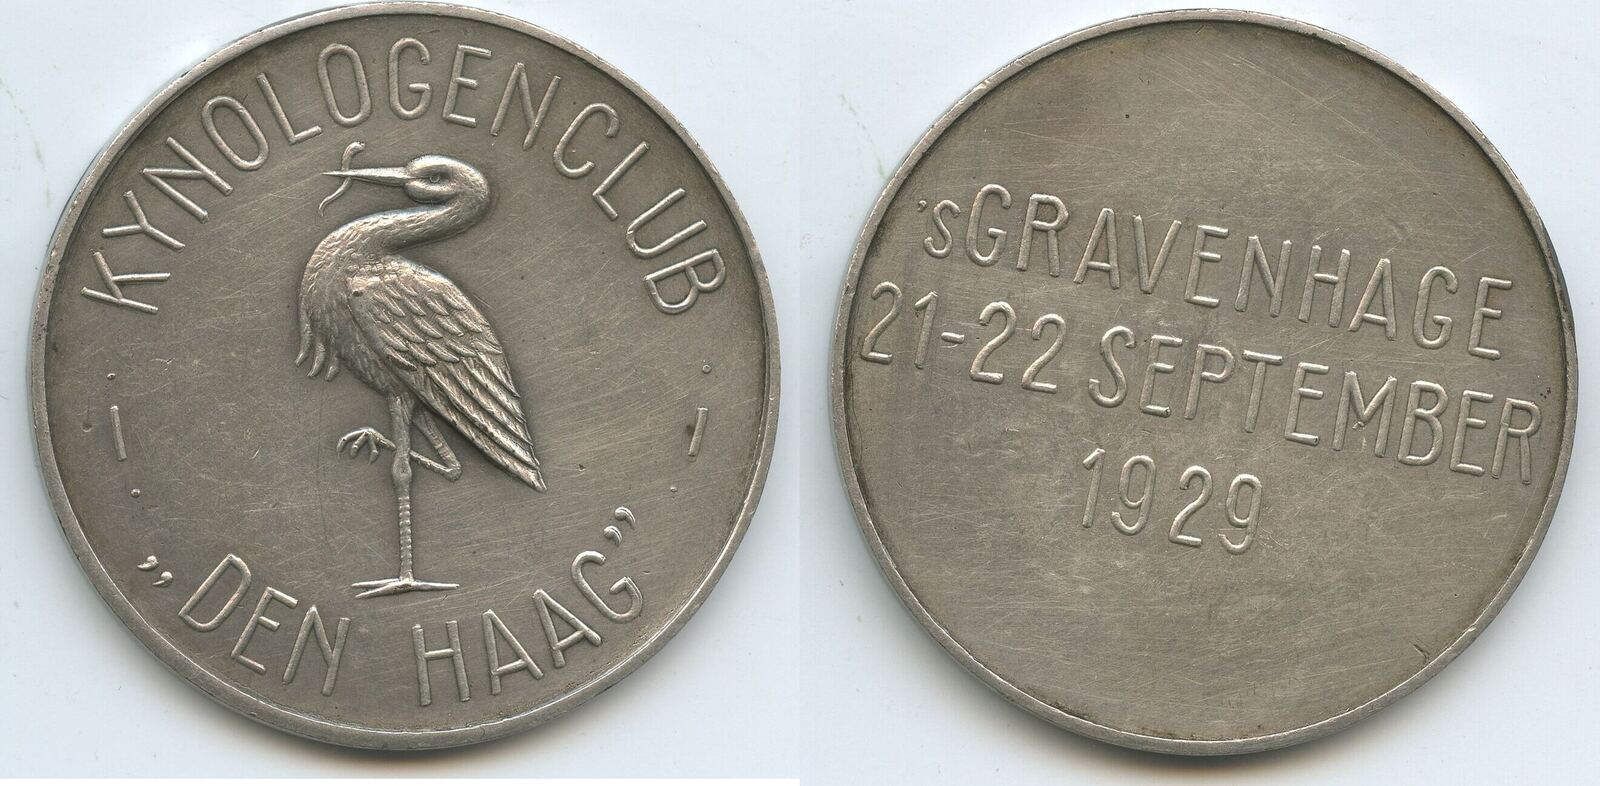 KYNOLOGENCLUB
„DEN HAAG”
'sGRAVENHAGE
21-22 SEPTEMBER
1929